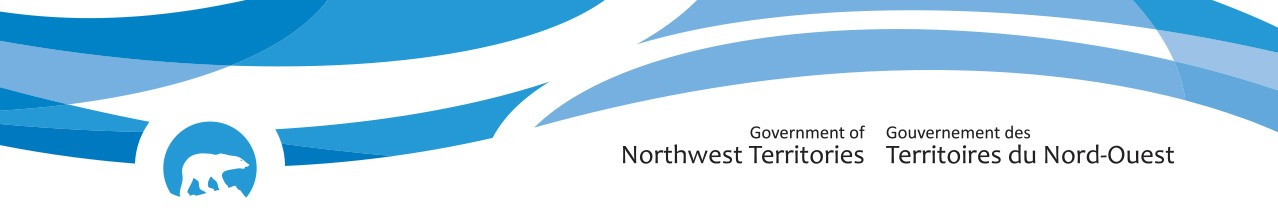 Government of
Northwest Territories
Gouvernement des
Territoires du Nord-Ouest